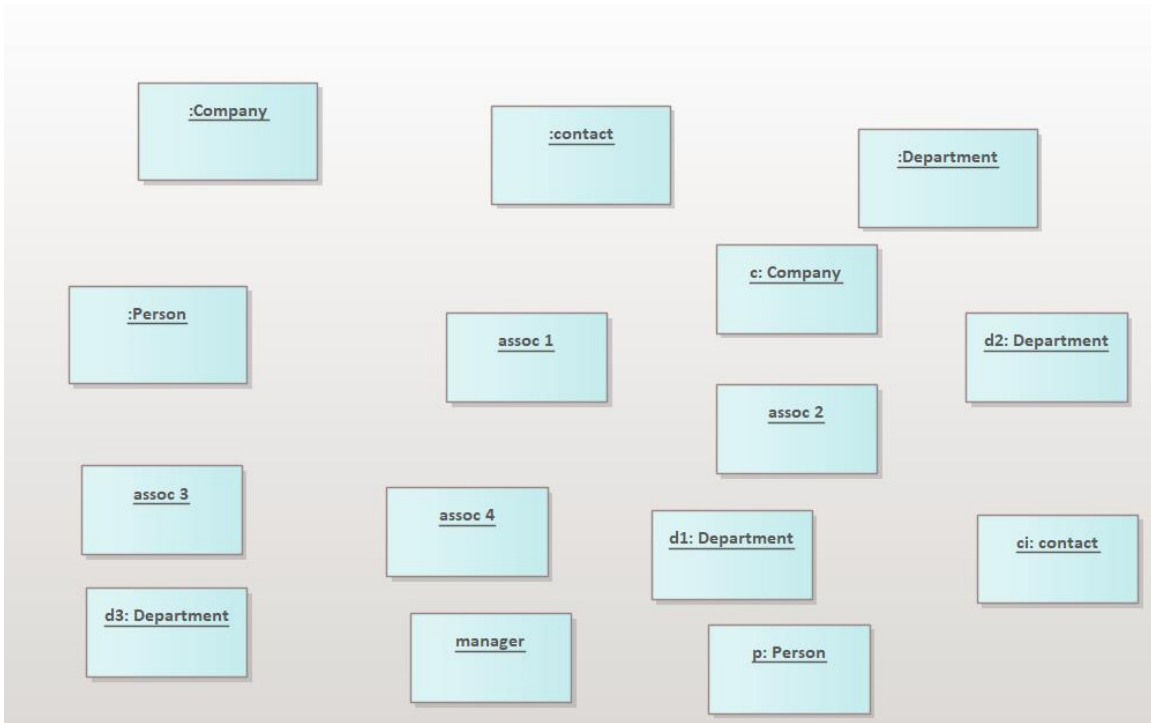 :Company
:contact
:Department
c: Company
:Person
assoc 1
d2: Department
assoc 2
assoc 3
assoc 4
d1: Department
ci: contact
d3: Department
manager
p: Person